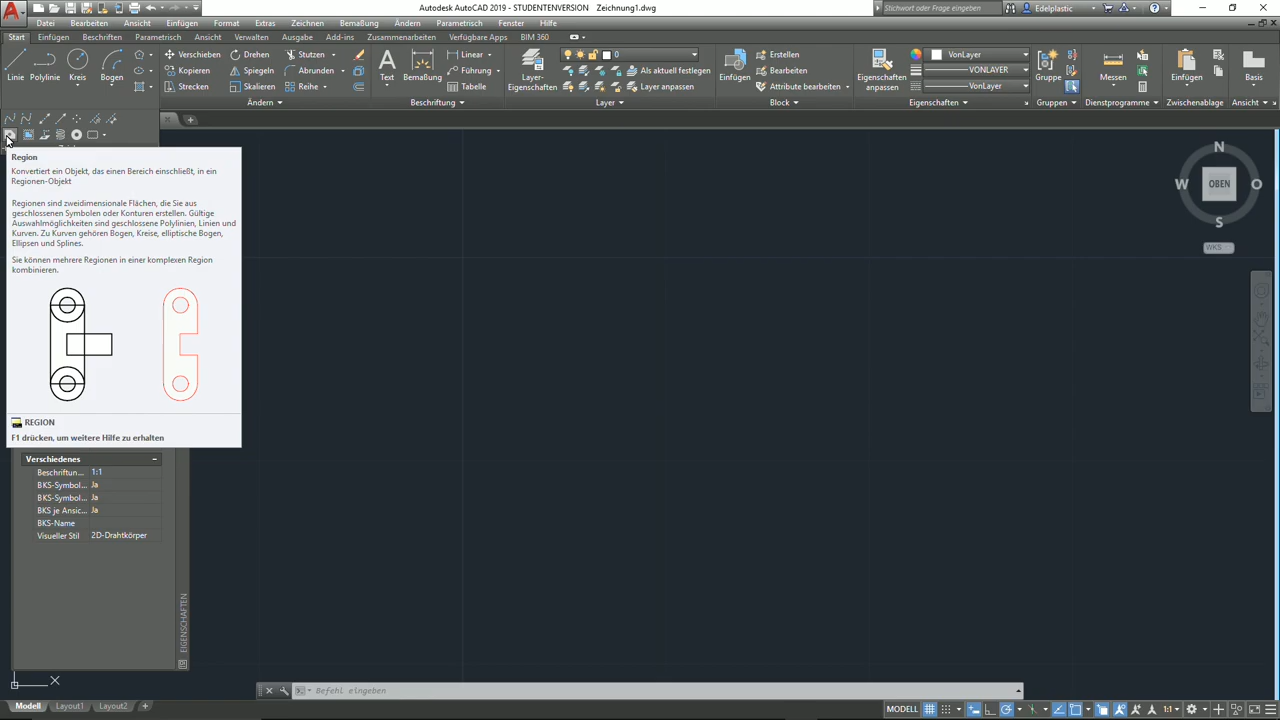 Autodesk AutoCAD 2019 - STUDENTENVERSION Zeichnung1.dwg
Stichwort oder Frage eingeben
Edelplastic
Datei Bearbeiten Ansicht Einfügen Format Extras Zeichnen Bemaßung Ändern Parametrisch Fenster Hilfe
Start Einfügen Beschriften Parametrisch Ansicht Verwalten Ausgabe Add-ins Zusammenarbeiten Verfügbare Apps BIM 360
Linie Polylinie Kreis Bogen
Verschieben Drehen Stutzen
Kopieren Spiegeln Abrunden
Strecken Skalieren Reihe
Ändern
Text Bemaßung
Linear
Führung
Tabelle
Beschriftung
Layer-
Eigenschaften
0
Als aktuell festlegen
Layer anpassen
Layer
Einfügen
Erstellen
Bearbeiten
Attribute bearbeiten
Block
Eigenschaften
anpassen
VonLayer
VONLAYER
VonLayer
Eigenschaften
Gruppe
Gruppen
Messen
Dienstprogramme
Einfügen
Zwischenablage
Basis
Ansicht
Region
Konvertiert ein Objekt, das einen Bereich einschließt, in ein
Regionen-Objekt
Regionen sind zweidimensionale Flächen, die Sie aus
geschlossenen Symbolen oder Konturen erstellen. Gültige
Auswahlmöglichkeiten sind geschlossene Polylinien, Linien und
Kurven. Zu Kurven gehören Bogen, Kreise, elliptische Bogen,
Ellipsen und Splines.
Sie können mehrere Regionen in einer komplexen Region
kombinieren.
REGION
F1 drücken, um weitere Hilfe zu erhalten
N
W OBEN O
S
WKS
Verschiedenes
Beschriftun... 1:1
BKS-Symbol... Ja
BKS-Symbol... Ja
BKS je Ansic... Ja
BKS-Name
Visueller Stil 2D-Drahtkörper
EIGENSCHAFTEN
Befehl eingeben
Modell Layout1 Layout2
MODELL
1:1